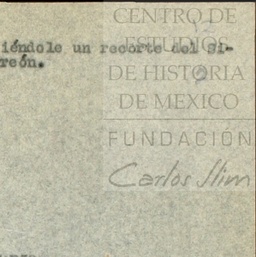 CENTRO DE
ESTUDIOS
iéndole un recorte del Si-
reón.
DE HISTORIA
DE MEXICO
FUNDACIÓN
Carlos Slim